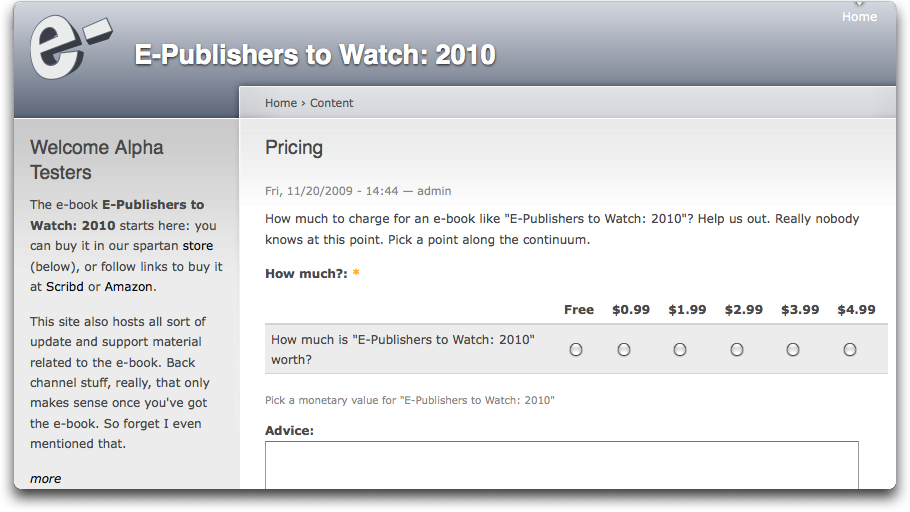 Home
e-
E-Publishers to Watch: 2010
Home › Content
Welcome Alpha
Testers
The e-book E-Publishers to
Watch: 2010 starts here: you
can buy it in our spartan store
(below), or follow links to buy it
at Scribd or Amazon.
This site also hosts all sort of
update and support material
related to the e-book. Back
channel stuff, really, that only
makes sense once you've got
the e-book. So forget I even
mentioned that.
more
Pricing
Fri, 11/20/2009 - 14:44 — admin
How much to charge for an e-book like "E-Publishers to Watch: 2010"? Help us out. Really nobody
knows at this point. Pick a point along the continuum.
How much?: *
Free $0.99 $1.99 $2.99 $3.99 $4.99
How much is "E-Publishers to Watch: 2010"
worth?
Pick a monetary value for "E-Publishers to Watch: 2010"
Advice: